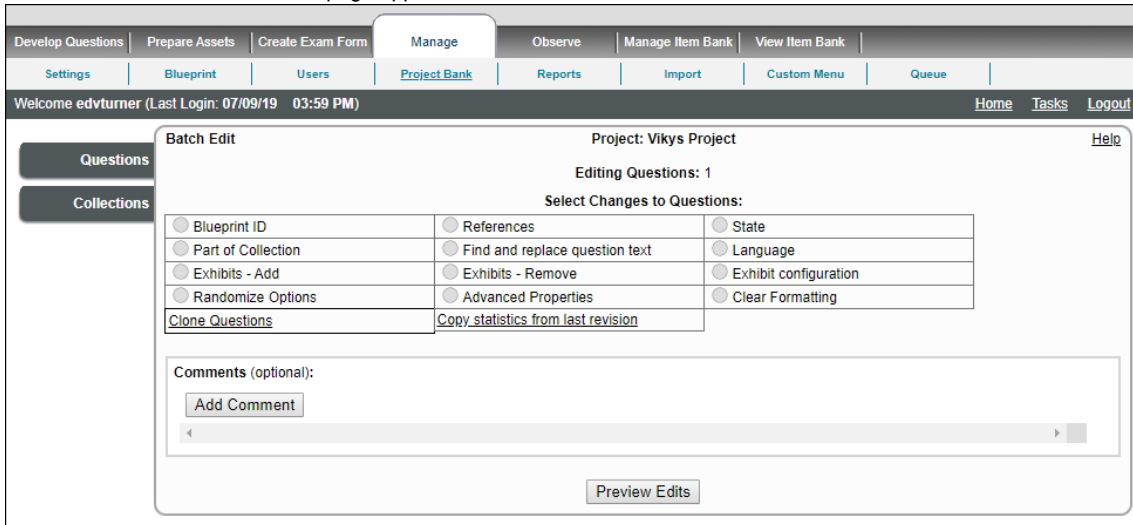 Develop Questions Prepare Assets Create Exam Form Manage Observe Manage Item Bank View Item Bank
Settings Blueprint Users Project Bank Reports Import Custom Menu Queue
Welcome edvturner (Last Login: 07/09/19 03:59 PM) Home Tasks Logout
Batch Edit Project: Vikys Project Help
Questions
Editing Questions: 1
Collections
Select Changes to Questions:
Blueprint ID References State
Part of Collection Find and replace question text Language
Exhibits - Add Exhibits - Remove Exhibit configuration
Randomize Options Advanced Properties Clear Formatting
Clone Questions Copy statistics from last revision
Comments (optional):
Add Comment
Preview Edits